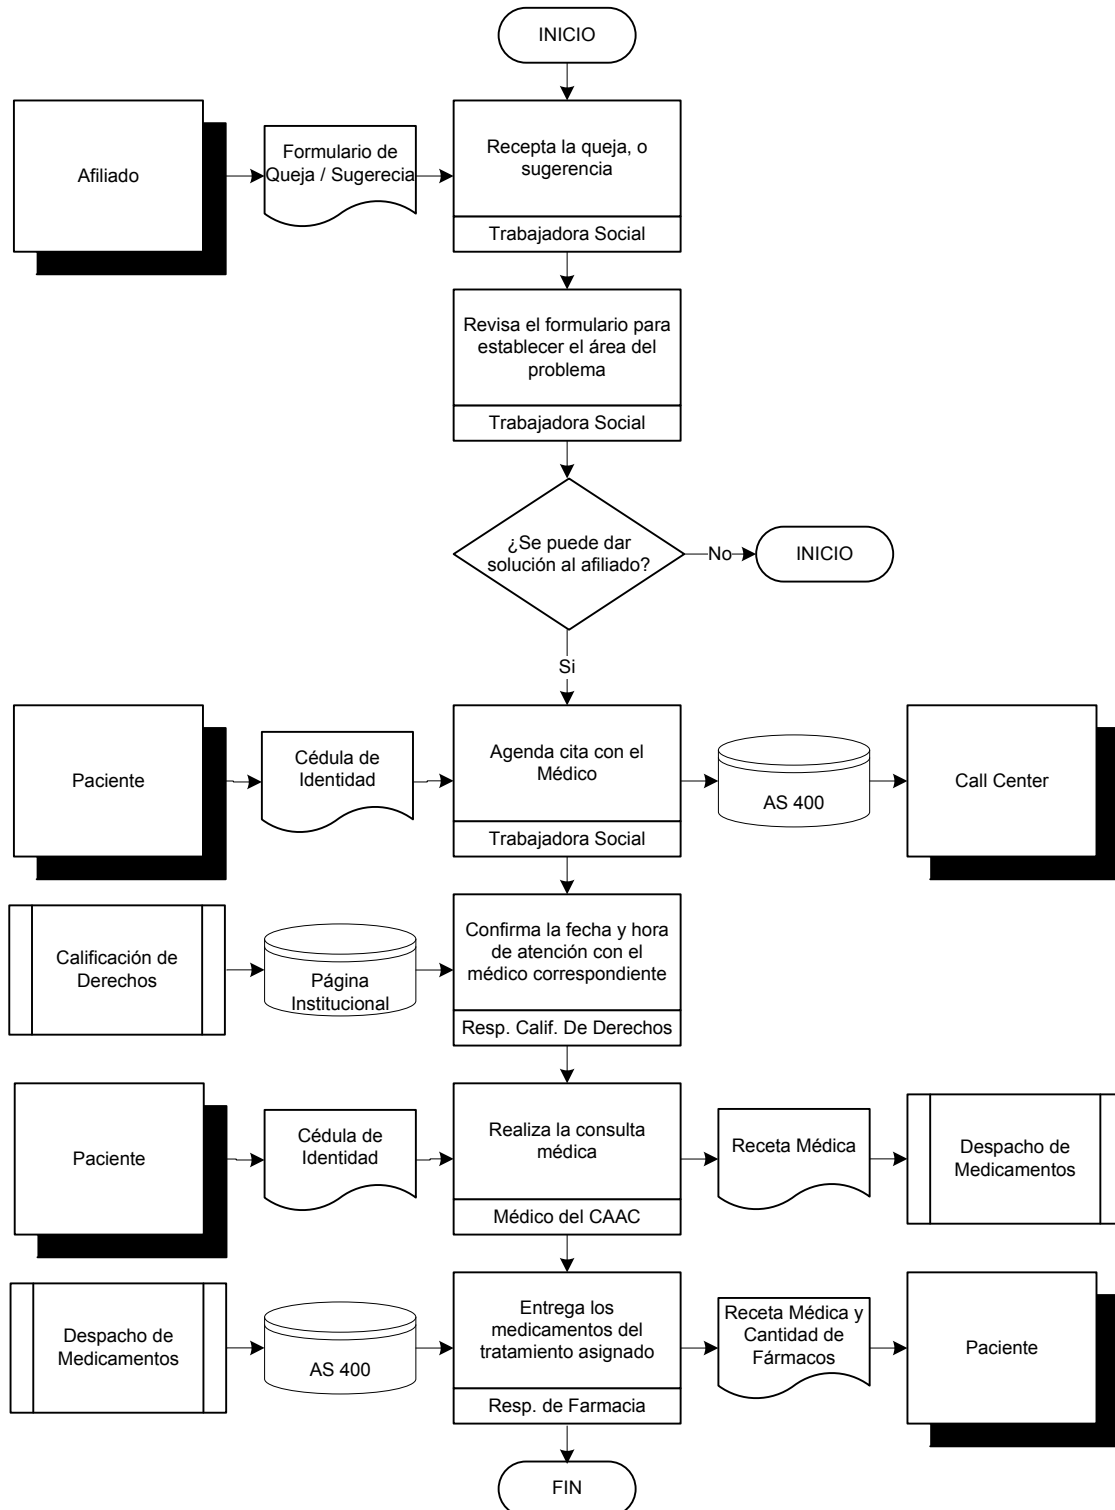 INICIO
Afiliado
Formulario de
Queja / Sugerecia
Recepta la queja, o
sugerencia
Trabajadora Social
Revisa el formulario para
establecer el área del
problema
Trabajadora Social
¿Se puede dar
solución al afiliado?
No
INICIO
Si
Paciente
Cédula de
Identidad
Agenda cita con el
Médico
Trabajadora Social
AS 400
Call Center
Calificación de
Derechos
Página
Institucional
Confirma la fecha y hora
de atención con el
médico correspondiente
Resp. Calif. De Derechos
Paciente
Cédula de
Identidad
Realiza la consulta
médica
Médico del CAAC
Receta Médica
Despacho de
Medicamentos
Despacho de
Medicamentos
AS 400
Entrega los
medicamentos del
tratamiento asignado
Resp. de Farmacia
Receta Médica y
Cantidad de
Fármacos
Paciente
FIN